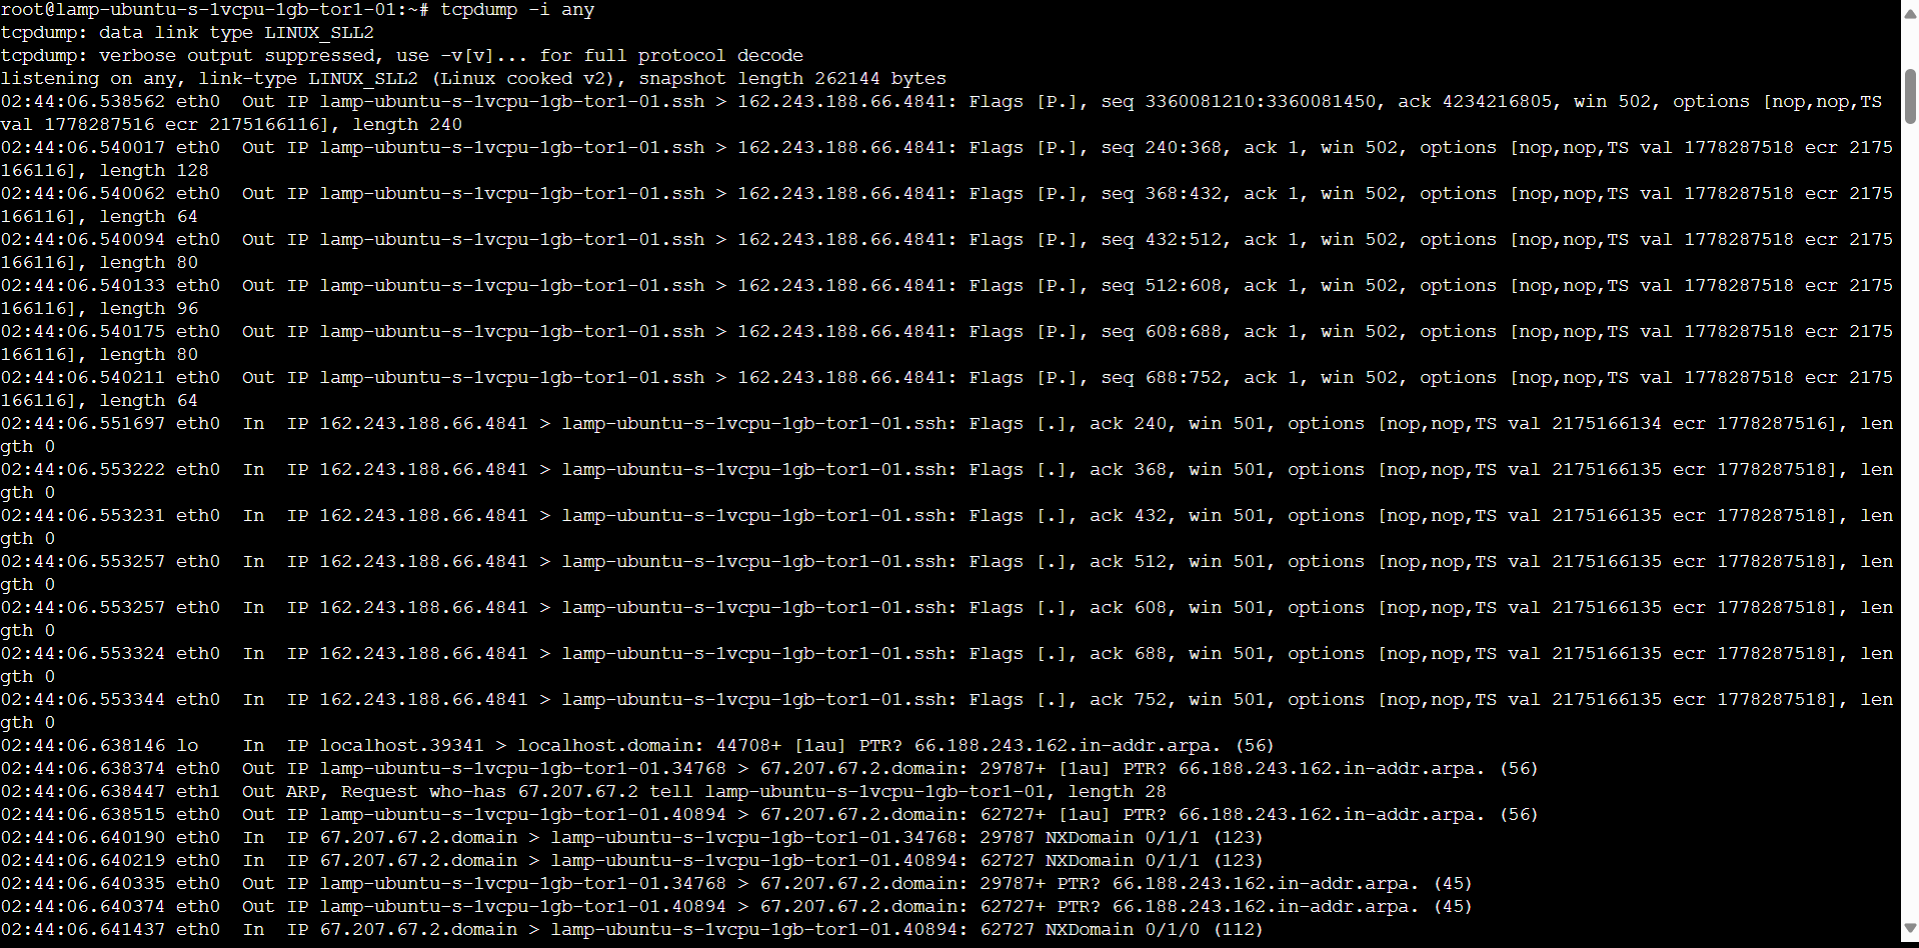 root@lamp-ubuntu-s-1vcpu-1gb-tor1-01:~# tcpdump -i any
tcpdump: data link type LINUX_SLL2
tcpdump: verbose output suppressed, use -v[v]... for full protocol decode
listening on any, link-type LINUX_SLL2 (Linux cooked v2), snapshot length 262144 bytes
02:44:06.538562 eth0  Out IP lamp-ubuntu-s-1vcpu-1gb-tor1-01.ssh > 162.243.188.66.4841: Flags [P.], seq 3360081210:3360081450, ack 4234216805, win 502, options [nop,nop,TS
val 1778287516 ecr 2175166116], length 240
02:44:06.540017 eth0  Out IP lamp-ubuntu-s-1vcpu-1gb-tor1-01.ssh > 162.243.188.66.4841: Flags [P.], seq 240:368, ack 1, win 502, options [nop,nop,TS val 1778287518 ecr 2175
166116], length 128
02:44:06.540062 eth0  Out IP lamp-ubuntu-s-1vcpu-1gb-tor1-01.ssh > 162.243.188.66.4841: Flags [P.], seq 368:432, ack 1, win 502, options [nop,nop,TS val 1778287518 ecr 2175
166116], length 64
02:44:06.540094 eth0  Out IP lamp-ubuntu-s-1vcpu-1gb-tor1-01.ssh > 162.243.188.66.4841: Flags [P.], seq 432:512, ack 1, win 502, options [nop,nop,TS val 1778287518 ecr 2175
166116], length 80
02:44:06.540133 eth0  Out IP lamp-ubuntu-s-1vcpu-1gb-tor1-01.ssh > 162.243.188.66.4841: Flags [P.], seq 512:608, ack 1, win 502, options [nop,nop,TS val 1778287518 ecr 2175
166116], length 96
02:44:06.540175 eth0  Out IP lamp-ubuntu-s-1vcpu-1gb-tor1-01.ssh > 162.243.188.66.4841: Flags [P.], seq 608:688, ack 1, win 502, options [nop,nop,TS val 1778287518 ecr 2175
166116], length 80
02:44:06.540211 eth0  Out IP lamp-ubuntu-s-1vcpu-1gb-tor1-01.ssh > 162.243.188.66.4841: Flags [P.], seq 688:752, ack 1, win 502, options [nop,nop,TS val 1778287518 ecr 2175
166116], length 64
02:44:06.551697 eth0  In  IP 162.243.188.66.4841 > lamp-ubuntu-s-1vcpu-1gb-tor1-01.ssh: Flags [.], ack 240, win 501, options [nop,nop,TS val 2175166134 ecr 1778287516], len
gth 0
02:44:06.553222 eth0  In  IP 162.243.188.66.4841 > lamp-ubuntu-s-1vcpu-1gb-tor1-01.ssh: Flags [.], ack 368, win 501, options [nop,nop,TS val 2175166135 ecr 1778287518], len
gth 0
02:44:06.553231 eth0  In  IP 162.243.188.66.4841 > lamp-ubuntu-s-1vcpu-1gb-tor1-01.ssh: Flags [.], ack 432, win 501, options [nop,nop,TS val 2175166135 ecr 1778287518], len
gth 0
02:44:06.553257 eth0  In  IP 162.243.188.66.4841 > lamp-ubuntu-s-1vcpu-1gb-tor1-01.ssh: Flags [.], ack 512, win 501, options [nop,nop,TS val 2175166135 ecr 1778287518], len
gth 0
02:44:06.553257 eth0  In  IP 162.243.188.66.4841 > lamp-ubuntu-s-1vcpu-1gb-tor1-01.ssh: Flags [.], ack 608, win 501, options [nop,nop,TS val 2175166135 ecr 1778287518], len
gth 0
02:44:06.553324 eth0  In  IP 162.243.188.66.4841 > lamp-ubuntu-s-1vcpu-1gb-tor1-01.ssh: Flags [.], ack 688, win 501, options [nop,nop,TS val 2175166135 ecr 1778287518], len
gth 0
02:44:06.553344 eth0  In  IP 162.243.188.66.4841 > lamp-ubuntu-s-1vcpu-1gb-tor1-01.ssh: Flags [.], ack 752, win 501, options [nop,nop,TS val 2175166135 ecr 1778287518], len
gth 0
02:44:06.638146 lo    In  IP localhost.39341 > localhost.domain: 44708+ [1au] PTR? 66.188.243.162.in-addr.arpa. (56)
02:44:06.638374 eth0  Out IP lamp-ubuntu-s-1vcpu-1gb-tor1-01.34768 > 67.207.67.2.domain: 29787+ [1au] PTR? 66.188.243.162.in-addr.arpa. (56)
02:44:06.638447 eth1  Out ARP, Request who-has 67.207.67.2 tell lamp-ubuntu-s-1vcpu-1gb-tor1-01, length 28
02:44:06.638515 eth0  Out IP lamp-ubuntu-s-1vcpu-1gb-tor1-01.40894 > 67.207.67.2.domain: 62727+ [1au] PTR? 66.188.243.162.in-addr.arpa. (56)
02:44:06.640190 eth0  In  IP 67.207.67.2.domain > lamp-ubuntu-s-1vcpu-1gb-tor1-01.34768: 29787 NXDomain 0/1/1 (123)
02:44:06.640219 eth0  In  IP 67.207.67.2.domain > lamp-ubuntu-s-1vcpu-1gb-tor1-01.40894: 62727 NXDomain 0/1/1 (123)
02:44:06.640335 eth0  Out IP lamp-ubuntu-s-1vcpu-1gb-tor1-01.34768 > 67.207.67.2.domain: 29787+ PTR? 66.188.243.162.in-addr.arpa. (45)
02:44:06.640374 eth0  Out IP lamp-ubuntu-s-1vcpu-1gb-tor1-01.40894 > 67.207.67.2.domain: 62727+ PTR? 66.188.243.162.in-addr.arpa. (45)
02:44:06.641437 eth0  In  IP 67.207.67.2.domain > lamp-ubuntu-s-1vcpu-1gb-tor1-01.40894: 62727 NXDomain 0/1/0 (112)